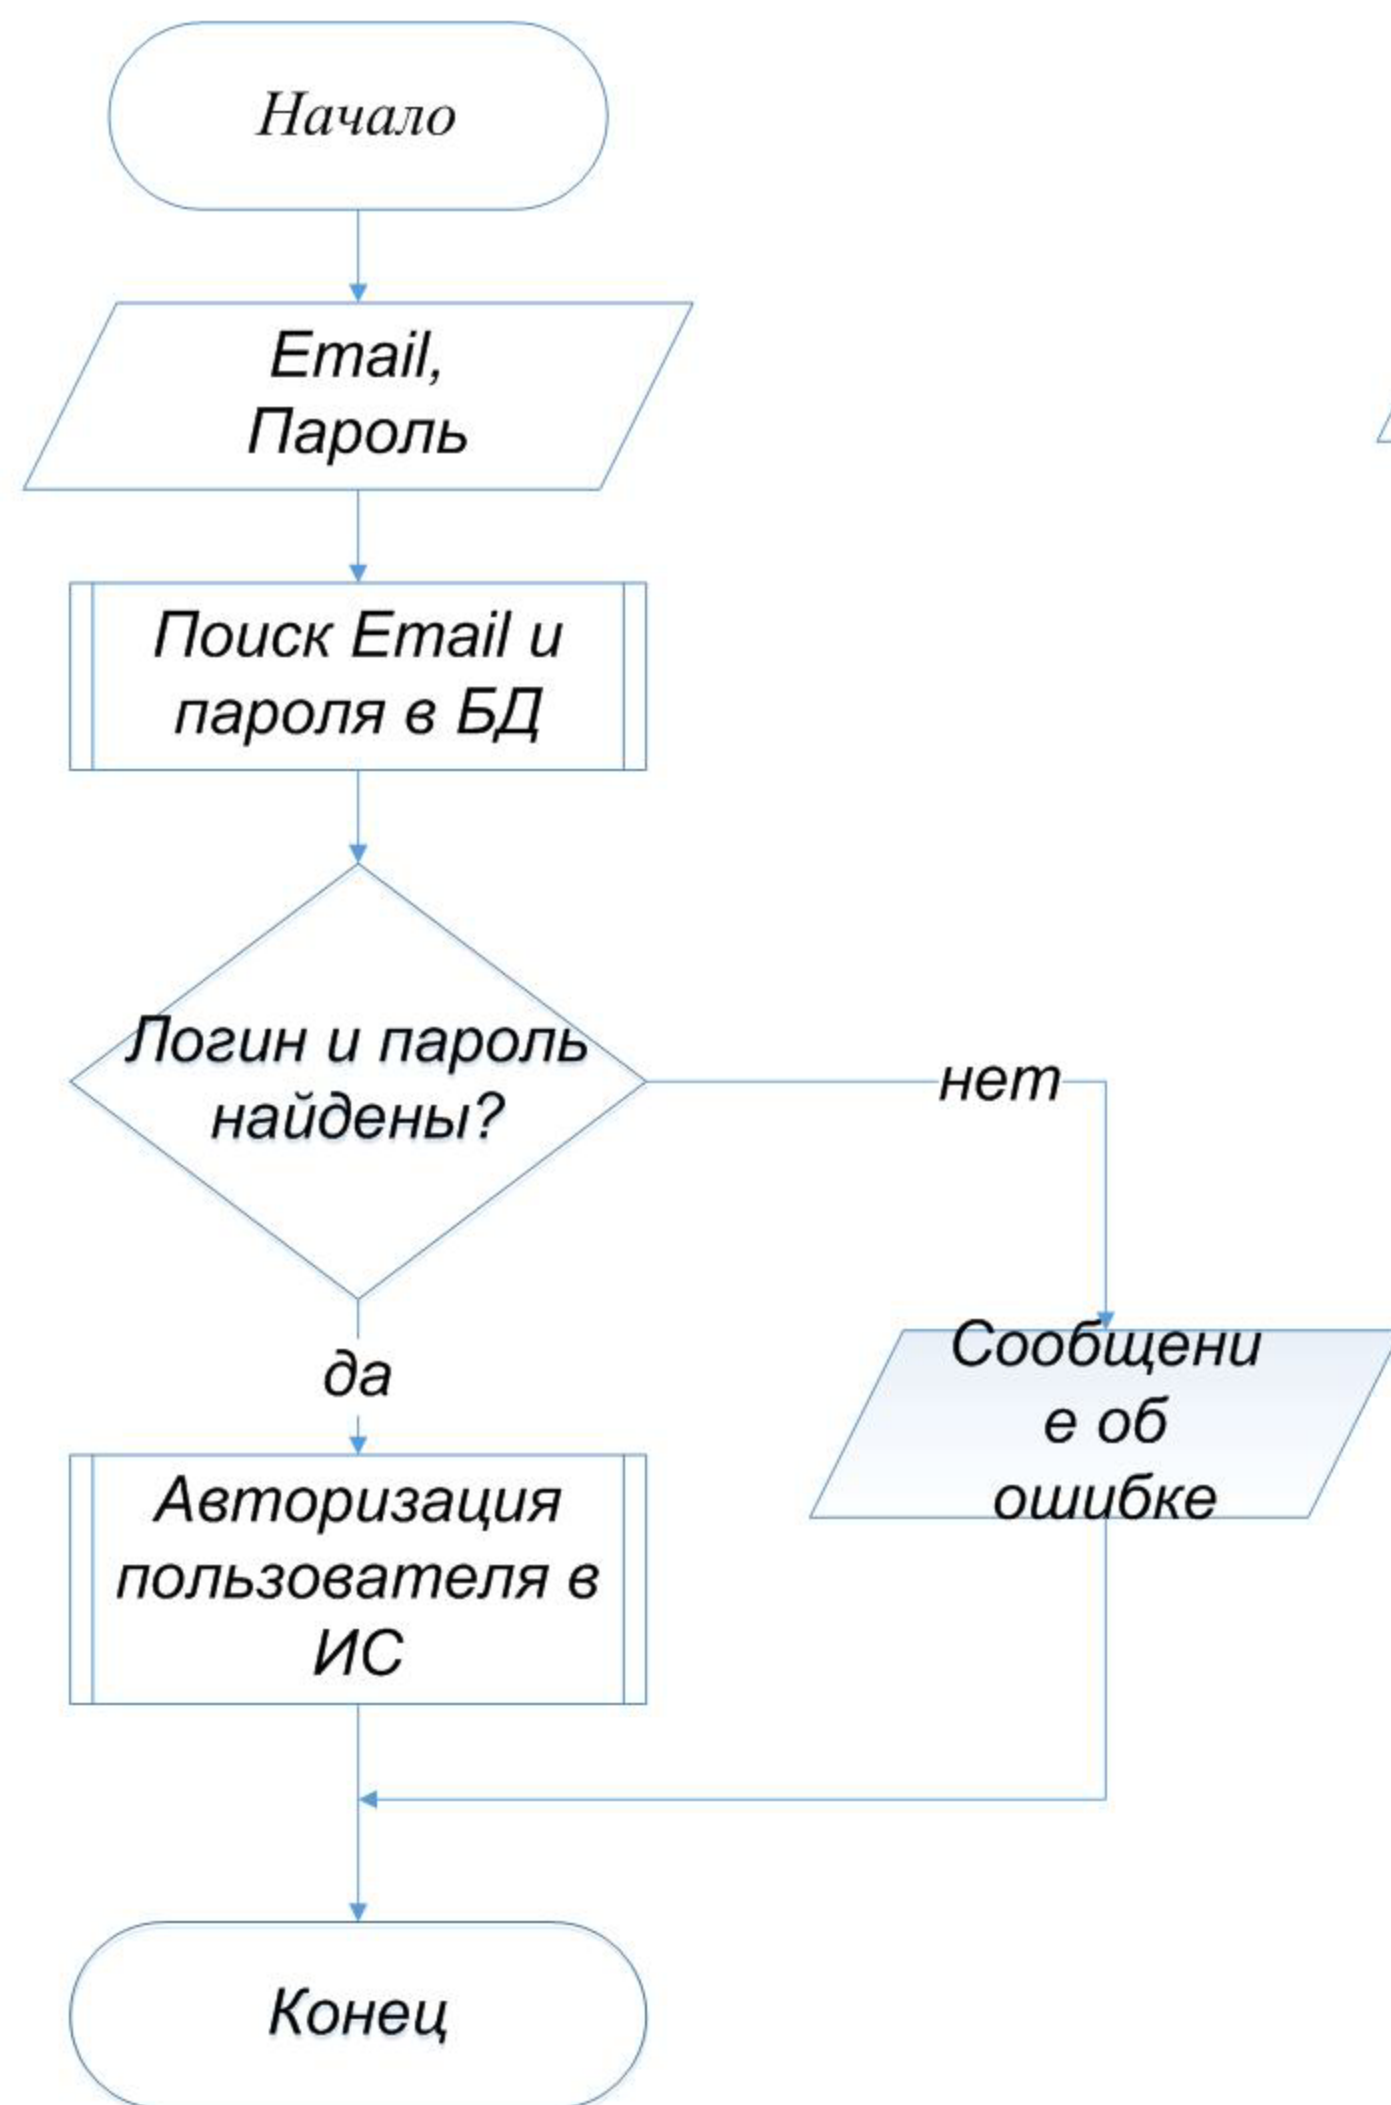 Начало
Email,
Пароль
Поиск Email и
пароля в БД
Логин и пароль
найдены?
нет
да
Сообщени
е об
ошибке
Авторизация
пользователя в
ИС
Конец